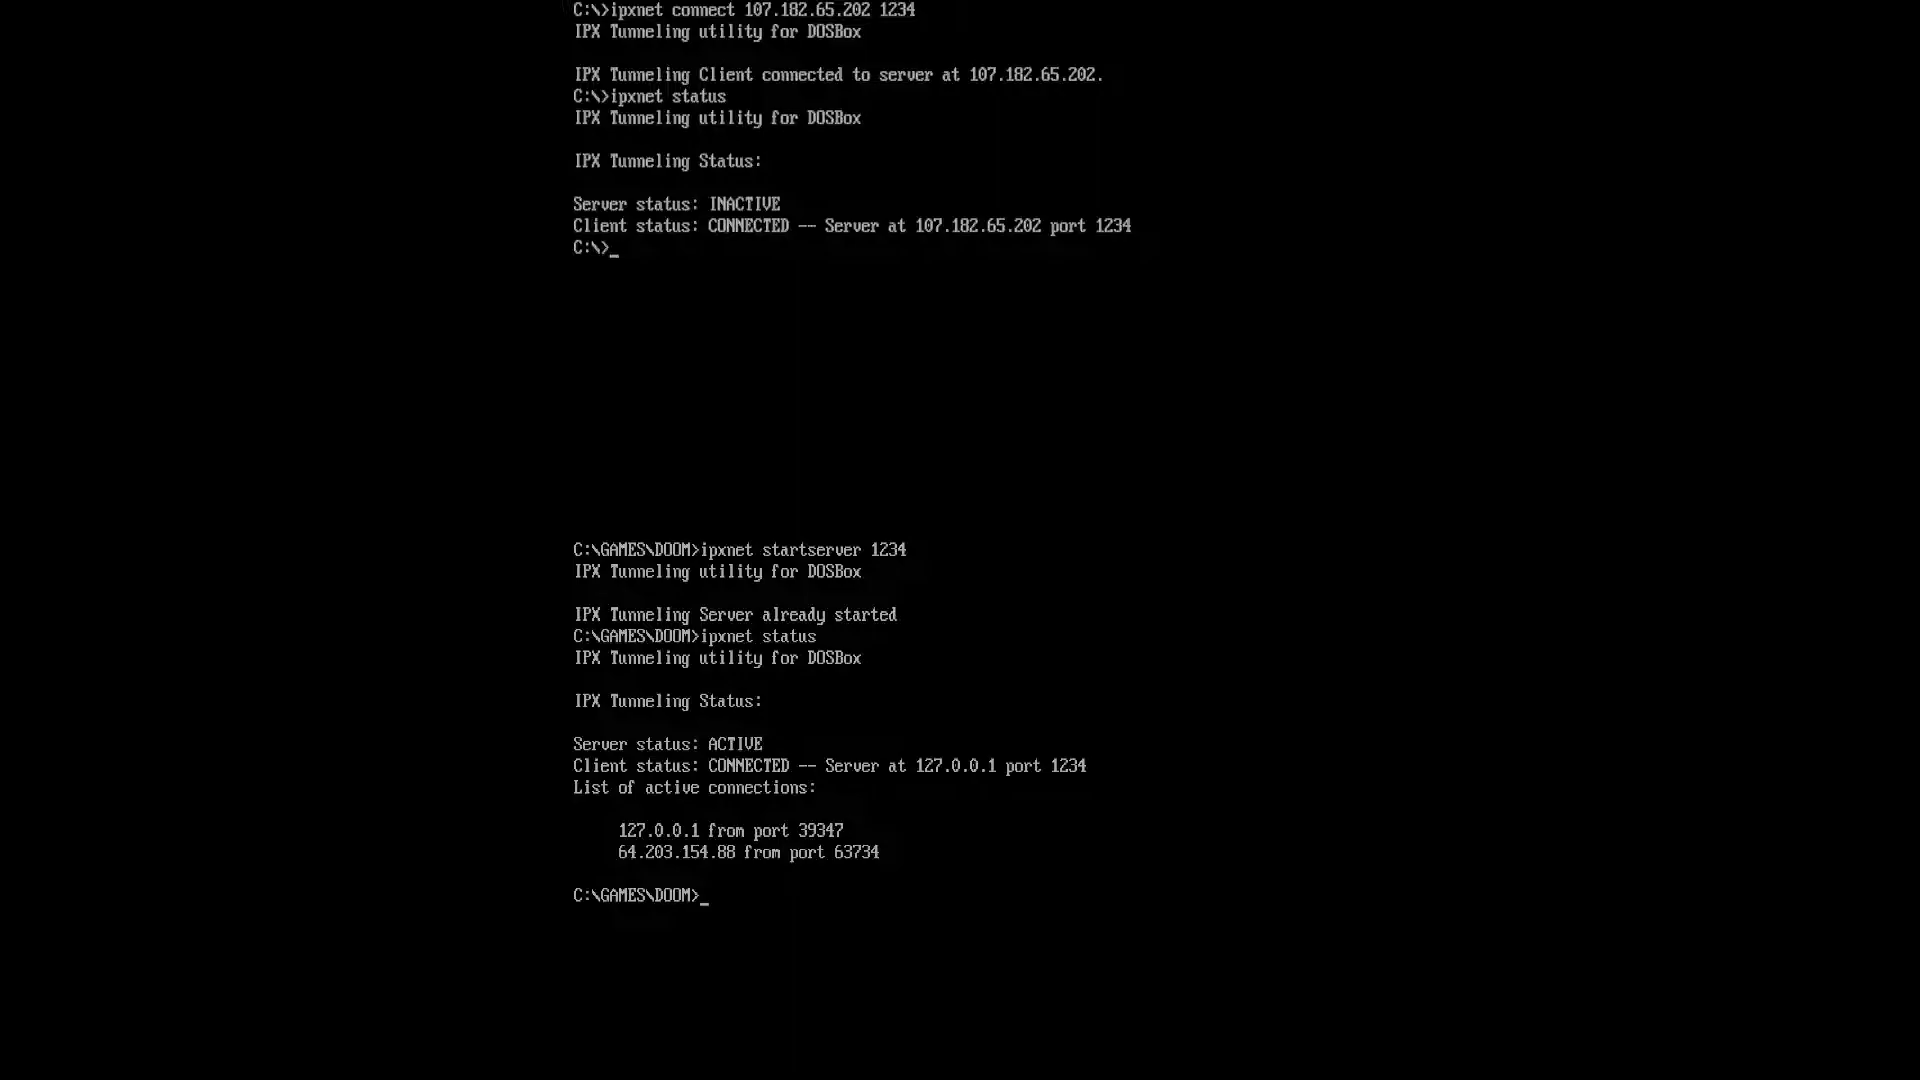 C:\>ipxnet connect 107.182.65.202 1234
IPX Tunneling utility for DOSBox
IPX Tunneling Client connected to server at 107.182.65.202.
C:\>ipxnet status
IPX Tunneling utility for DOSBox
IPX Tunneling Status:
Server status: INACTIVE
Client status: CONNECTED -- Server at 107.182.65.202 port 1234
C:\>_
C:\GAMES\DOOM>ipxnet startserver 1234
IPX Tunneling utility for DOSBox
IPX Tunneling Server already started
C:\GAMES\DOOM>ipxnet status
IPX Tunneling utility for DOSBox
IPX Tunneling Status:
Server status: ACTIVE
Client status: CONNECTED -- Server at 127.0.0.1 port 1234
List of active connections:
127.0.0.1 from port 39347
64.203.154.88 from port 63734
C:\GAMES\DOOM>_